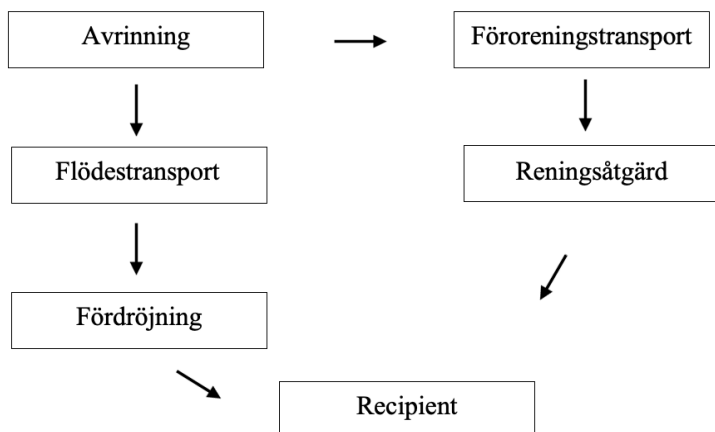 Avrinning
Föroreningstransport
Flödestransport
Reningsåtgärd
Fördröjning
Recipient